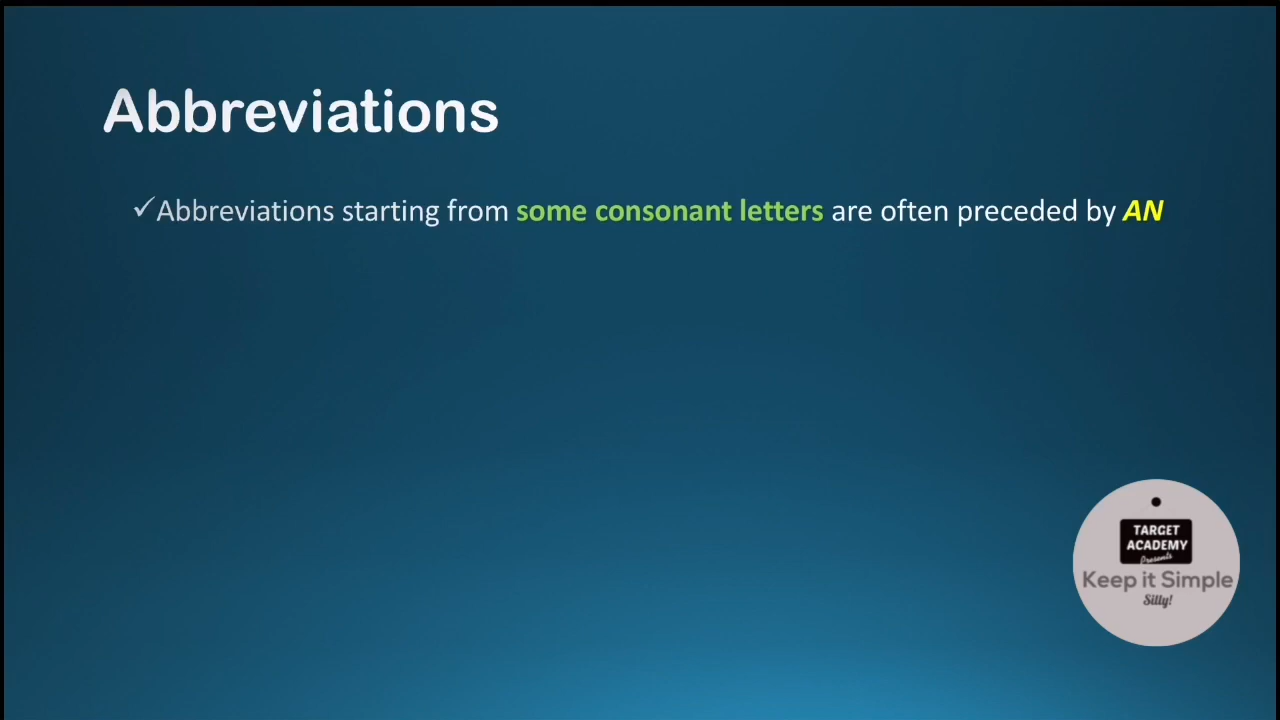 Abbreviations
✓Abbreviations starting from some consonant letters are often preceded by AN
TARGET
ACADEMY
Presents
Keep it Simple
Silly!